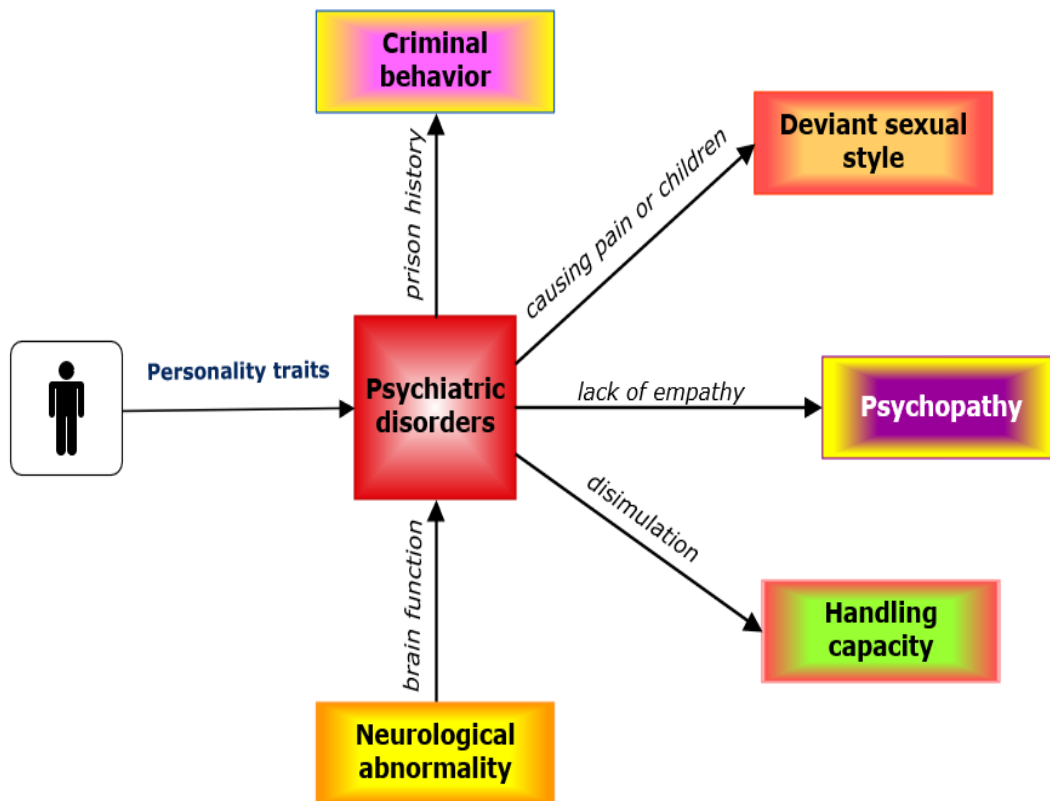 Criminal
behavior
prison history
Deviant sexual
style
causing pain or children
Personality traits
Psychiatric
disorders
lack of empathy
Psychopathy
disimulation
brain function
Handling
capacity
Neurological
abnormality